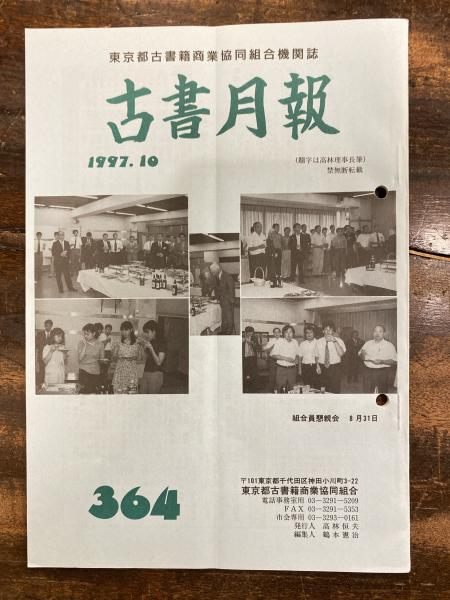 東京都古書籍商業協同組合機関誌
古書月報
1997.10
(題字は高林理事長筆)
禁無断転載
組合員懇親会 8月31日
364
〒101東京都千代田区神田小川町3-22
東京都古書籍商業協同組合
電話事務室用 03-3291-5209
FAX 03-3291-5353
市会専用 03-3293-0161
発行人 高林恒夫
編集人 鶴本憲治